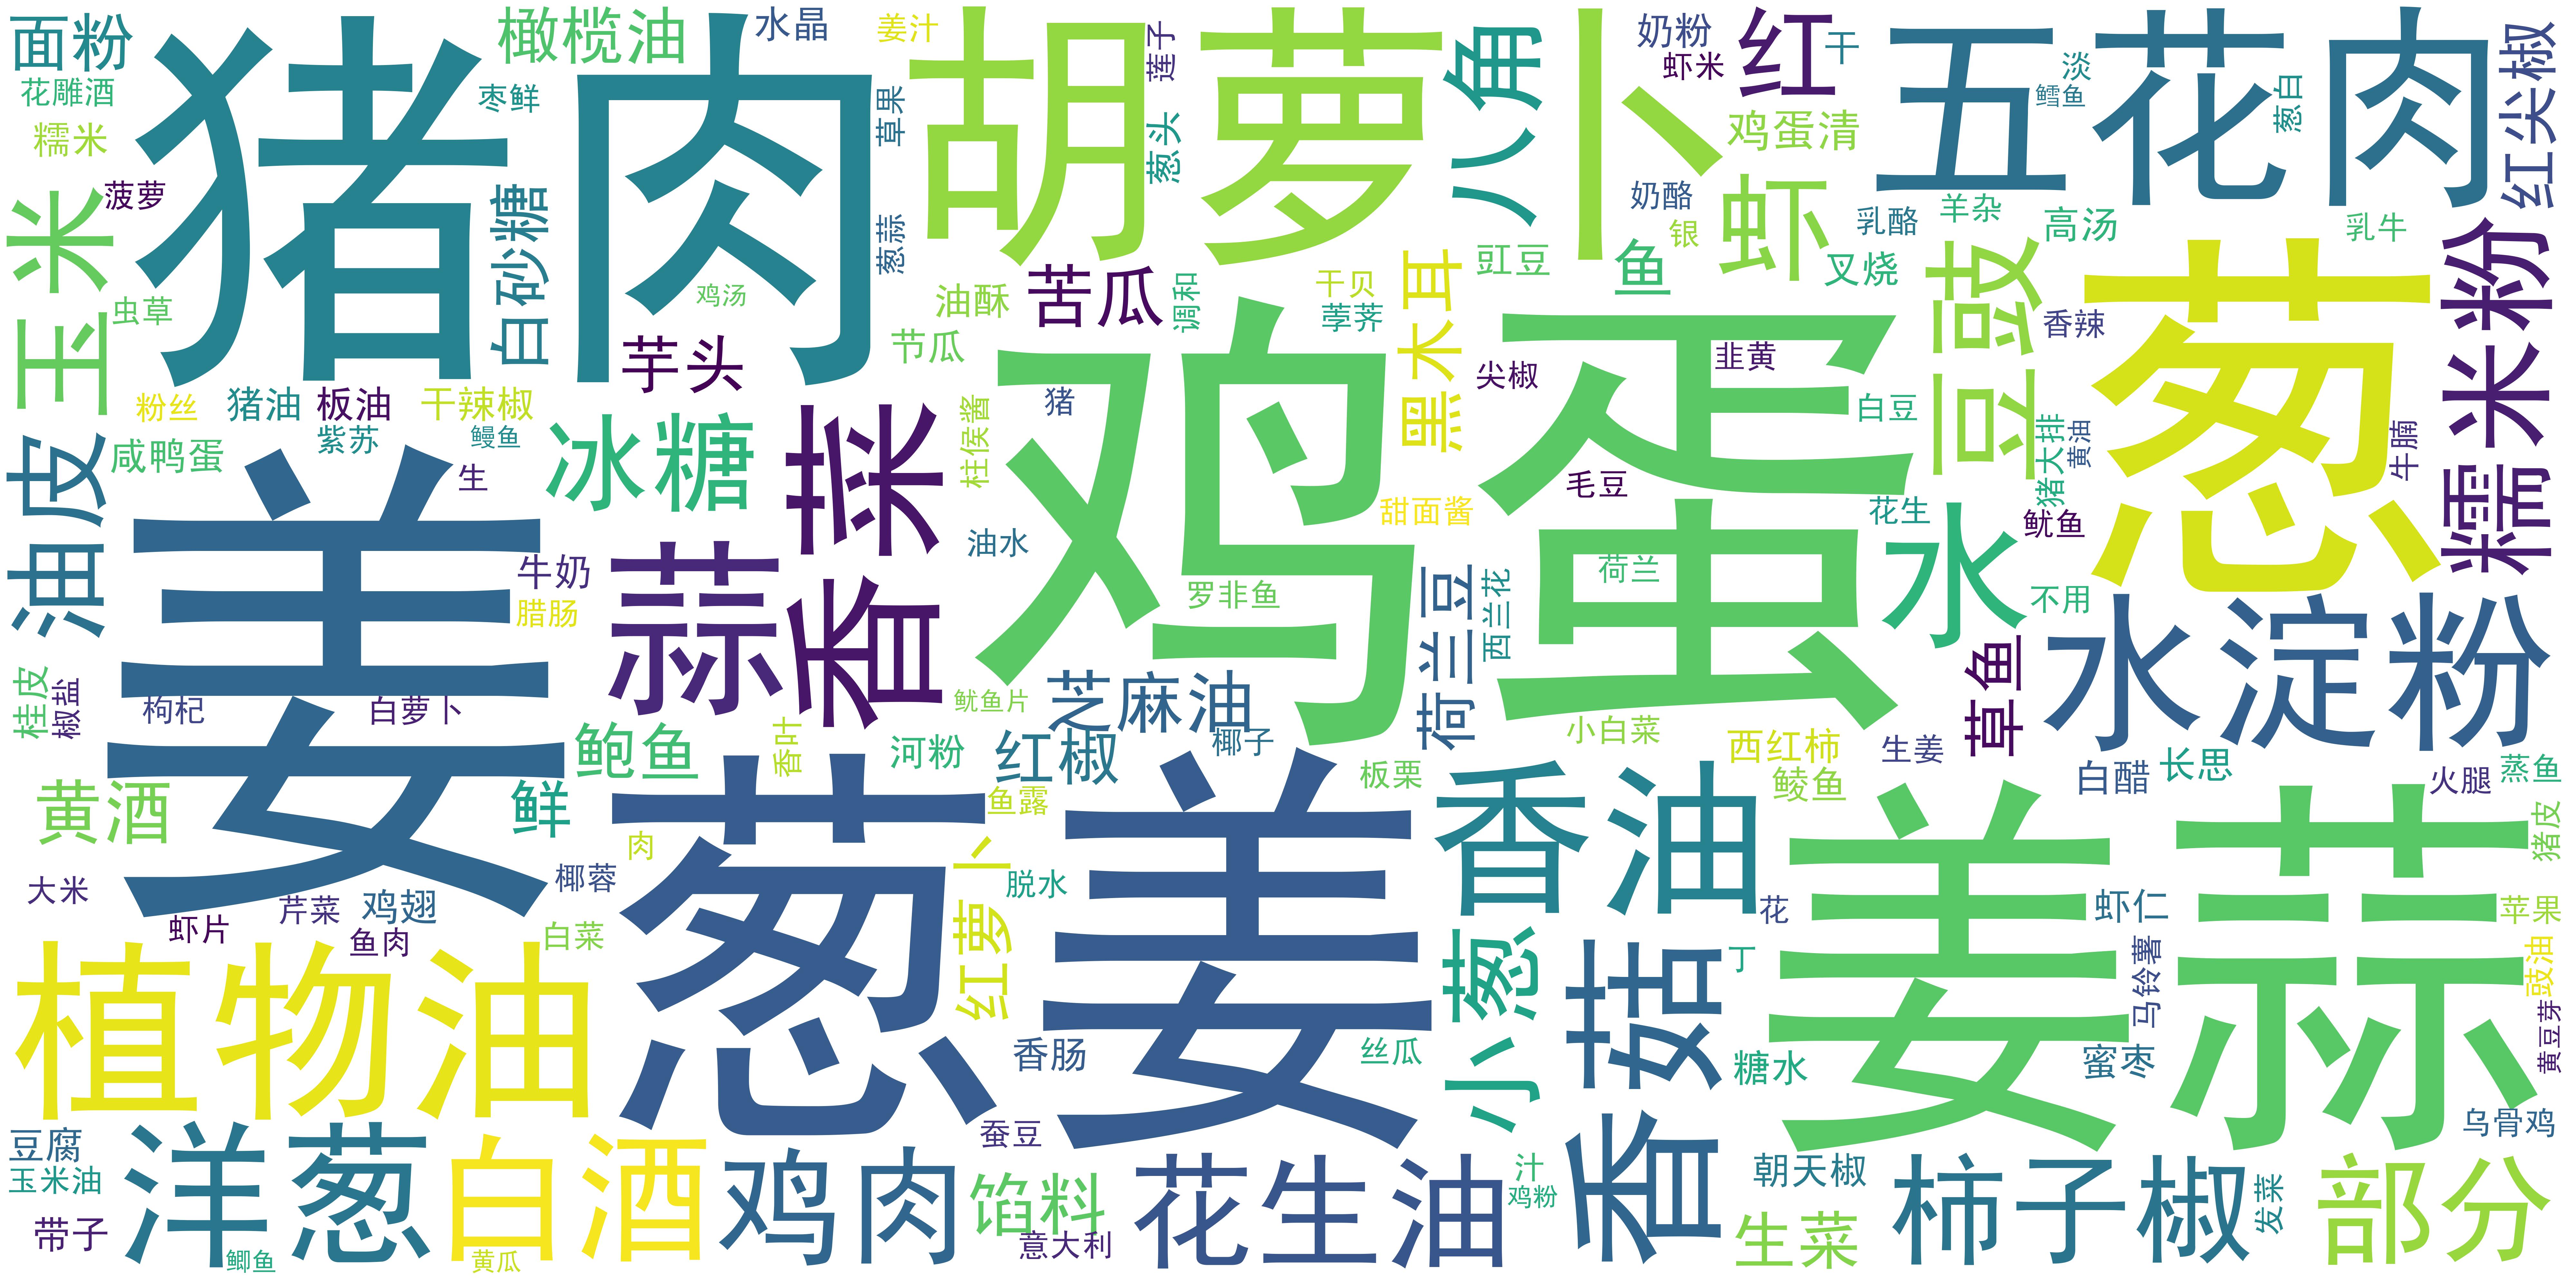 面粉
猪肉
橄榄油
水晶
姜汁
胡萝卜
莲子
八角
奶粉
虾米
红
干
五花肉
淡
鳕鱼
葱白
红尖椒
花雕酒
枣鲜
糯米
菠萝
草果
葱头
鸡蛋清
奶酪
虾
乳酪
羊杂
高汤
乳牛
玉米
白砂糖
葱蒜
银
虫草
鸡汤
油酥
苦瓜
调和
干贝
荸荠
豇豆
鱼
叉烧
豆豉
葱
糯米粉
芋头
节瓜
鸡蛋
黑木耳
尖椒
韭黄
香辣
粉丝
猪油
板油
干辣椒
猪
柱侯酱
白豆
猪大排
黄油
牛腩
咸鸭蛋
紫苏
鳗鱼
冰糖
香菜
油皮
姜
生
毛豆
甜面酱
花生
鱿鱼
油水
水
牛奶
蒜
罗非鱼
荷兰豆
西兰花
荷兰
不用
腊肠
草鱼
水淀粉
桂皮
椒盐
枸杞
白萝卜
鱿鱼片
芝麻油
小白菜
鲍鱼
香叶
河粉
红椒
椰子
西红柿
生姜
白醋
长思
火腿
蒸鱼
黄酒
鲜
葱姜
鱼露
板栗
香油
鲮鱼
姜蒜
猪皮
肉
红萝卜
大米
虾片
芹菜
鸡翅
鱼肉
椰蓉
白菜
脱水
花
虾仁
苹果
植物油
小葱
香菇
丁
马铃薯
豉油
黄豆芽
香肠
丝瓜
糖水
蜜枣
豆腐
洋葱
白酒
鸡肉
蚕豆
乌骨鸡
玉米油
馅料
花生油
汁
鸡粉
朝天椒
柿子椒
发菜
部分
带子
鲫鱼
黄瓜
意大利
生菜